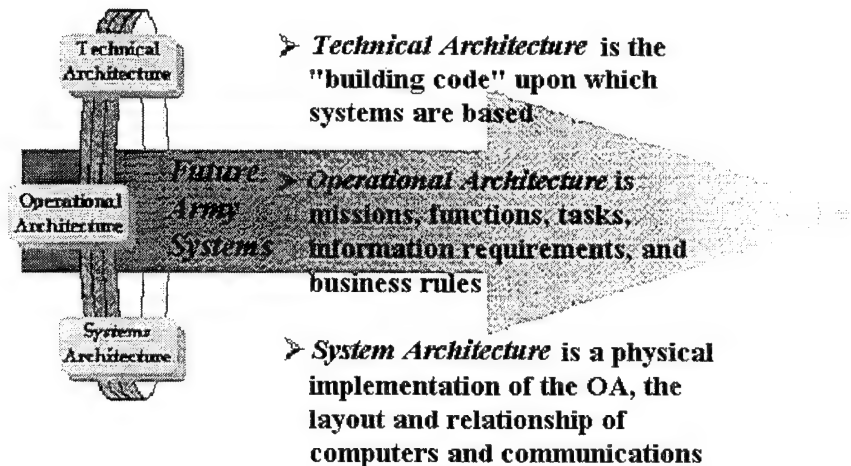 Technical
Architecture
Operational
Architecture
Systems
Architecture
Future
Army
Systems
➢ Technical Architecture is the
"building code" upon which
systems are based
➢ Operational Architecture is
missions, functions, tasks,
information requirements, and
business rules
➢ System Architecture is a physical
implementation of the OA, the
layout and relationship of
computers and communications